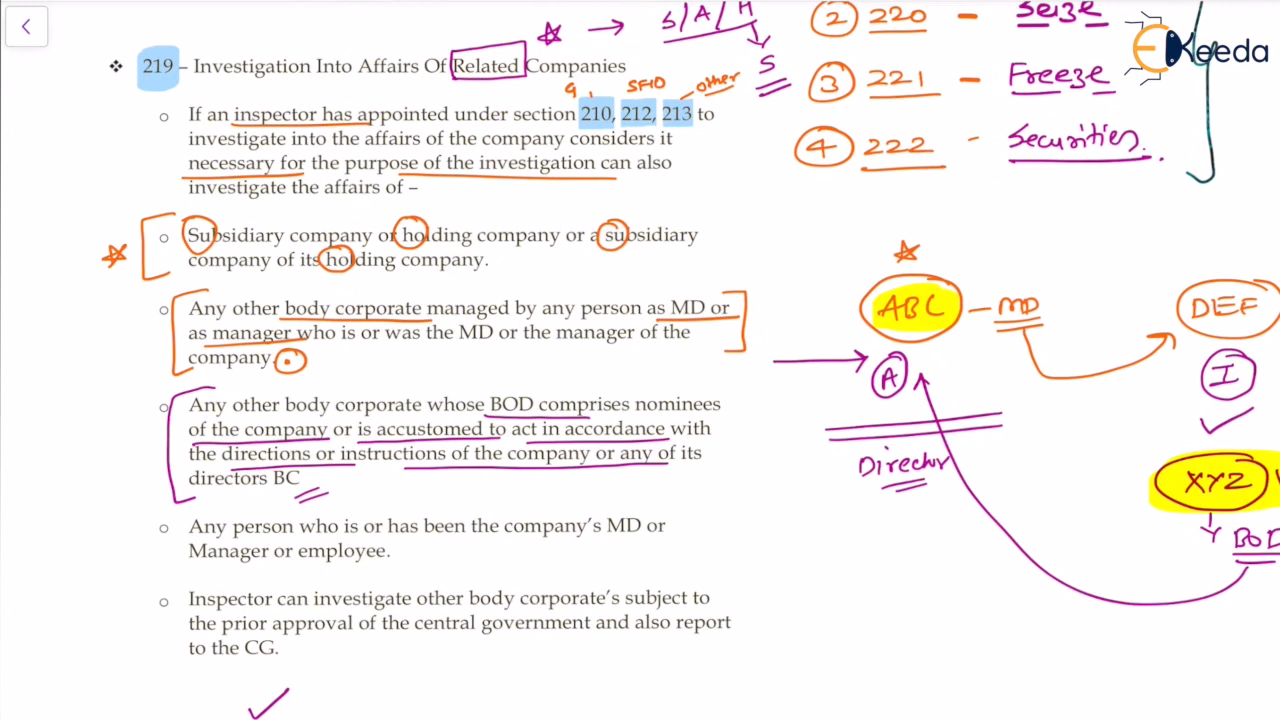 ☆ → S/A/H
S
② 220 – Seize
Keeda
❖ 219 – Investigation Into Affairs Of Related Companies
③ 221 – Freeze
SFIO
other
o If an inspector has appointed under section 210, 212, 213 to
investigate into the affairs of the company considers it
④ 222 - Securities.
necessary for the purpose of the investigation can also
investigate the affairs of –
o Subsidiary company or holding company or a subsidiary
company of its holding company.
o Any other body corporate managed by any person as MD or
as manager who is or was the MD or the manager of the
company.
ABC – MD
DEF
A
I
o Any other body corporate whose BOD comprises nominees
of the company or is accustomed to act in accordance with
the directions or instructions of the company or any of its
directors BC
Director
XYZ
BOD
o Any person who is or has been the company's MD or
Manager or employee.
o Inspector can investigate other body corporate's subject to
the prior approval of the central government and also report
to the CG.